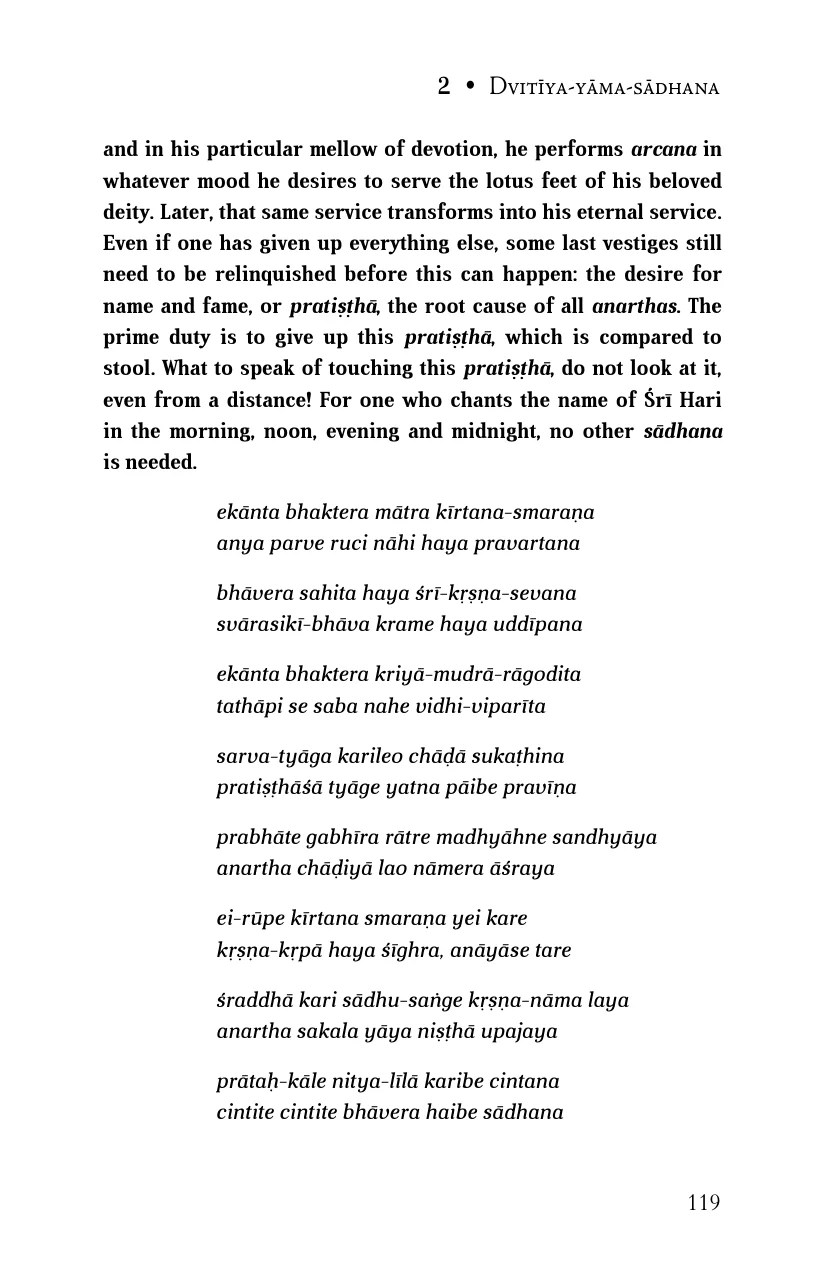 2 • Dvitīya-yāma-sādhana
and in his particular mellow of devotion, he performs arcana in
whatever mood he desires to serve the lotus feet of his beloved
deity. Later, that same service transforms into his eternal service.
Even if one has given up everything else, some last vestiges still
need to be relinquished before this can happen: the desire for
name and fame, or pratiṣṭhā, the root cause of all anarthas. The
prime duty is to give up this pratiṣṭhā, which is compared to
stool. What to speak of touching this pratiṣṭhā, do not look at it,
even from a distance! For one who chants the name of Śrī Hari
in the morning, noon, evening and midnight, no other sādhana
is needed.
ekānta bhaktera mātra kīrtana-smaraṇa
anya parve ruci nāhi haya pravartana
bhāvera sahita haya śrī-kṛṣṇa-sevana
svārasikī-bhāva krame haya uddīpana
ekānta bhaktera kriyā-mudrā-rāgodita
tathāpi se saba nahe vidhi-viparīta
sarva-tyāga karileo chāḍā sukaṭhina
pratiṣṭhāśā tyāge yatna pāibe pravīṇa
prabhāte gabhīra rātre madhyāhne sandhyāya
anartha chāḍiyā lao nāmera āśraya
ei-rūpe kīrtana smaraṇa yei kare
kṛṣṇa-kṛpā haya śīghra, anāyāse tare
śraddhā kari sādhu-saṅge kṛṣṇa-nāma laya
anartha sakala yāya niṣṭhā upajaya
prātaḥ-kāle nitya-līlā karibe cintana
cintite cintite bhāvera haibe sādhana
119